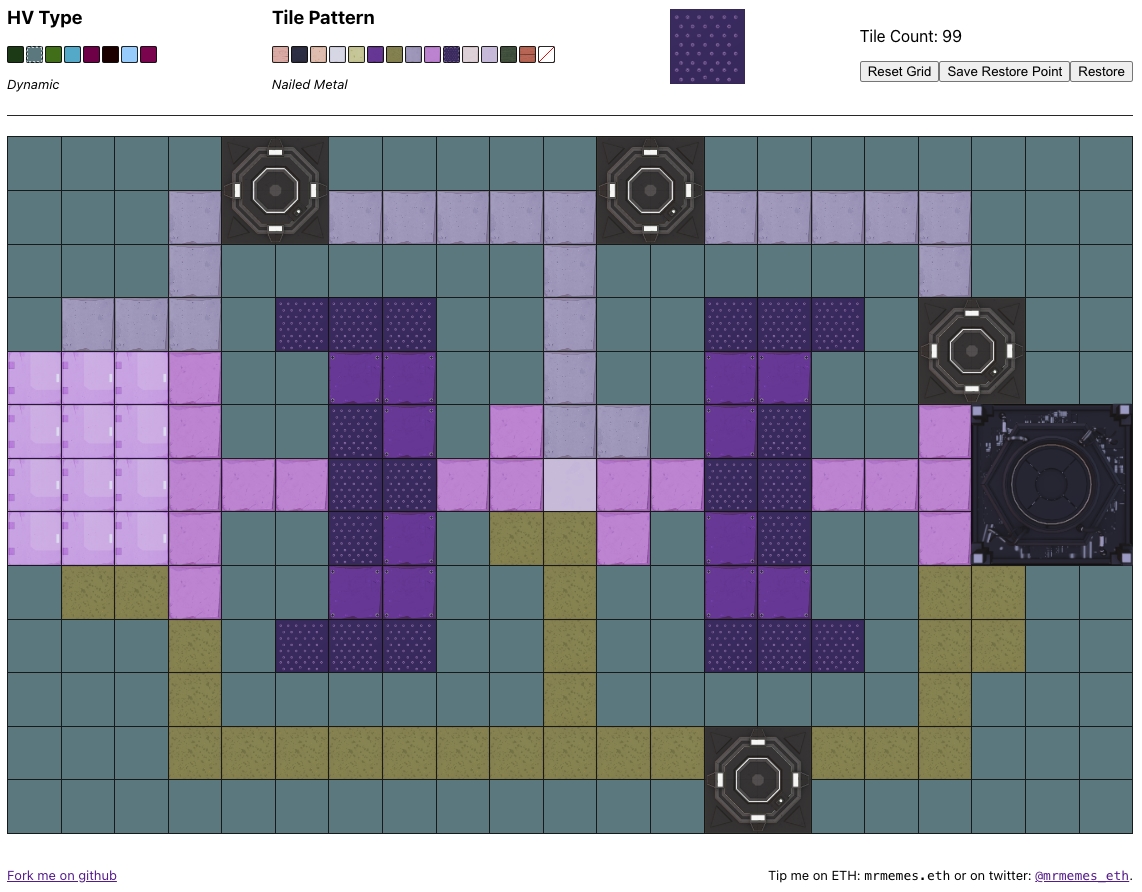 HV Type
Tile Pattern
Tile Count: 99
Reset Grid Save Restore Point Restore
Dynamic
Nailed Metal
Fork me on github
Tip me on ETH: mrmemes.eth or on twitter: @mrmemes_eth.